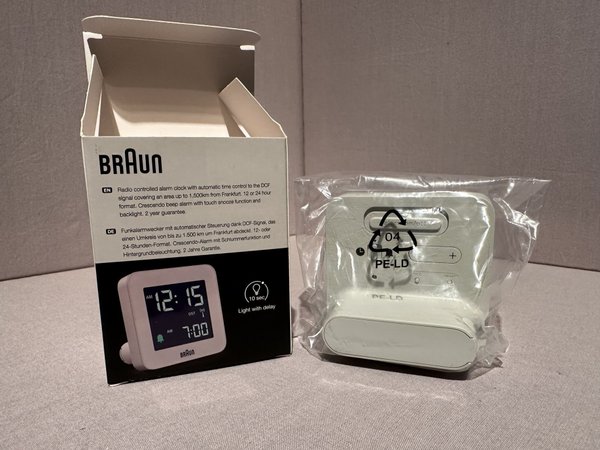 BRAUN
EN Radio controlled alarm clock with automatic time control to the DCF
signal covering an area up to 1.500km from Frankfurt. 12 or 24 hour
format. Crescendo beep alarm with touch snooze function and
backlight. 2 year guarantee.
DE Funkalarmwecker mit automatischer Steuerung dank DCF-Signal, das
einen Umkreis von bis zu 1.500 km um Frankfurt abdeckt. 12- oder
24-Stunden-Format. Crescendo-Alarm mit Schlummerfunktion und
Hintergrundbeleuchtung. 2 Jahre Garantie.
AM 12:15
DST
1
AM 7:00
BRAUN
10 sec
Light with delay
04
PE-LD
+
PE-LD